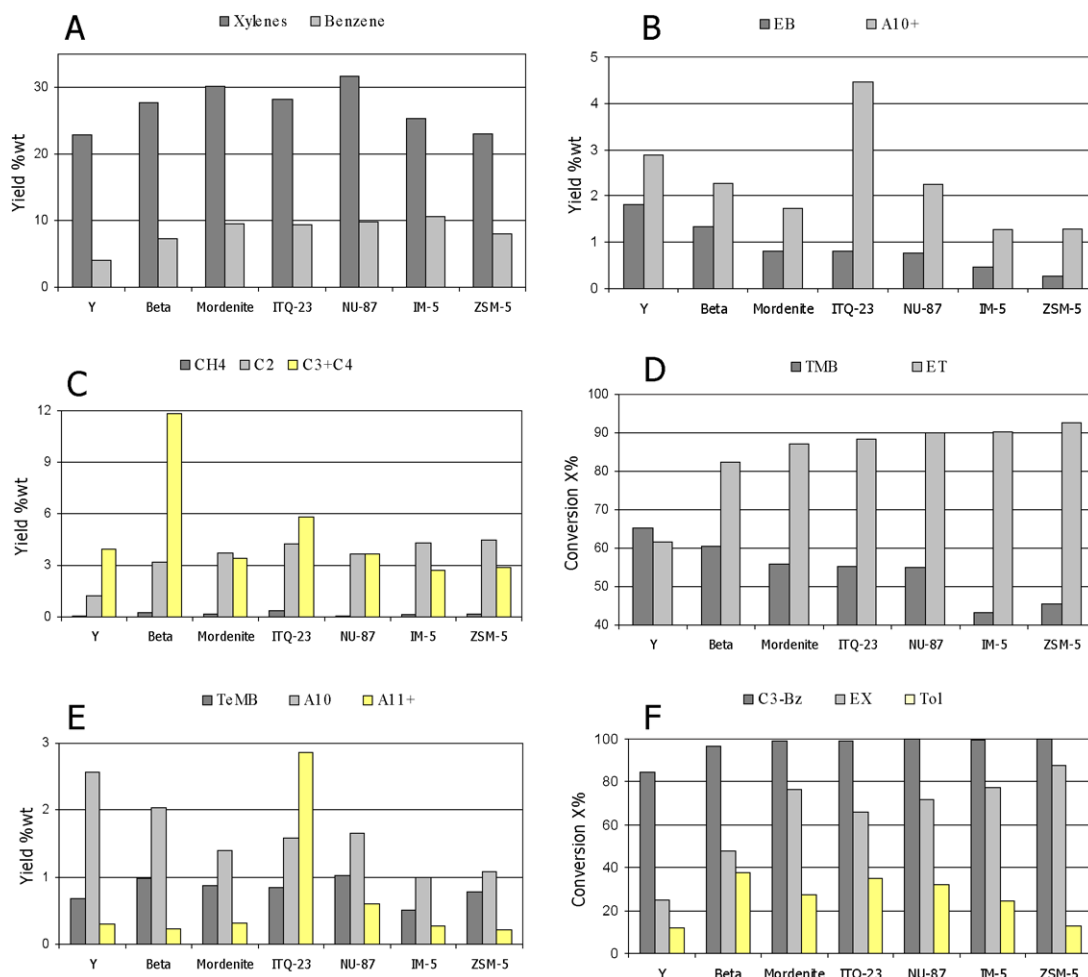 A
Xylenes Benzene
Yield %wt
30
20
10
0
Y Beta Mordenite ITQ-23 NU-87 IM-5 ZSM-5
B
EB A10+
Yield %wt
5
4
3
2
1
0
Y Beta Mordenite ITQ-23 NU-87 IM-5 ZSM-5
C
CH4 C2 C3+C4
Yield %wt
12
9
6
3
0
Y Beta Mordenite ITQ-23 NU-87 IM-5 ZSM-5
D
TMB ET
Conversion X%
100
90
80
70
60
50
40
Y Beta Mordenite ITQ-23 NU-87 IM-5 ZSM-5
E
TeMB A10 A11+
Yield %wt
3
2
1
0
Y Beta Mordenite ITQ-23 NU-87 IM-5 ZSM-5
F
C3-Bz EX Tol
Conversion X%
100
80
60
40
20
0
Y Beta Mordenite ITQ-23 NU-87 IM-5 ZSM-5